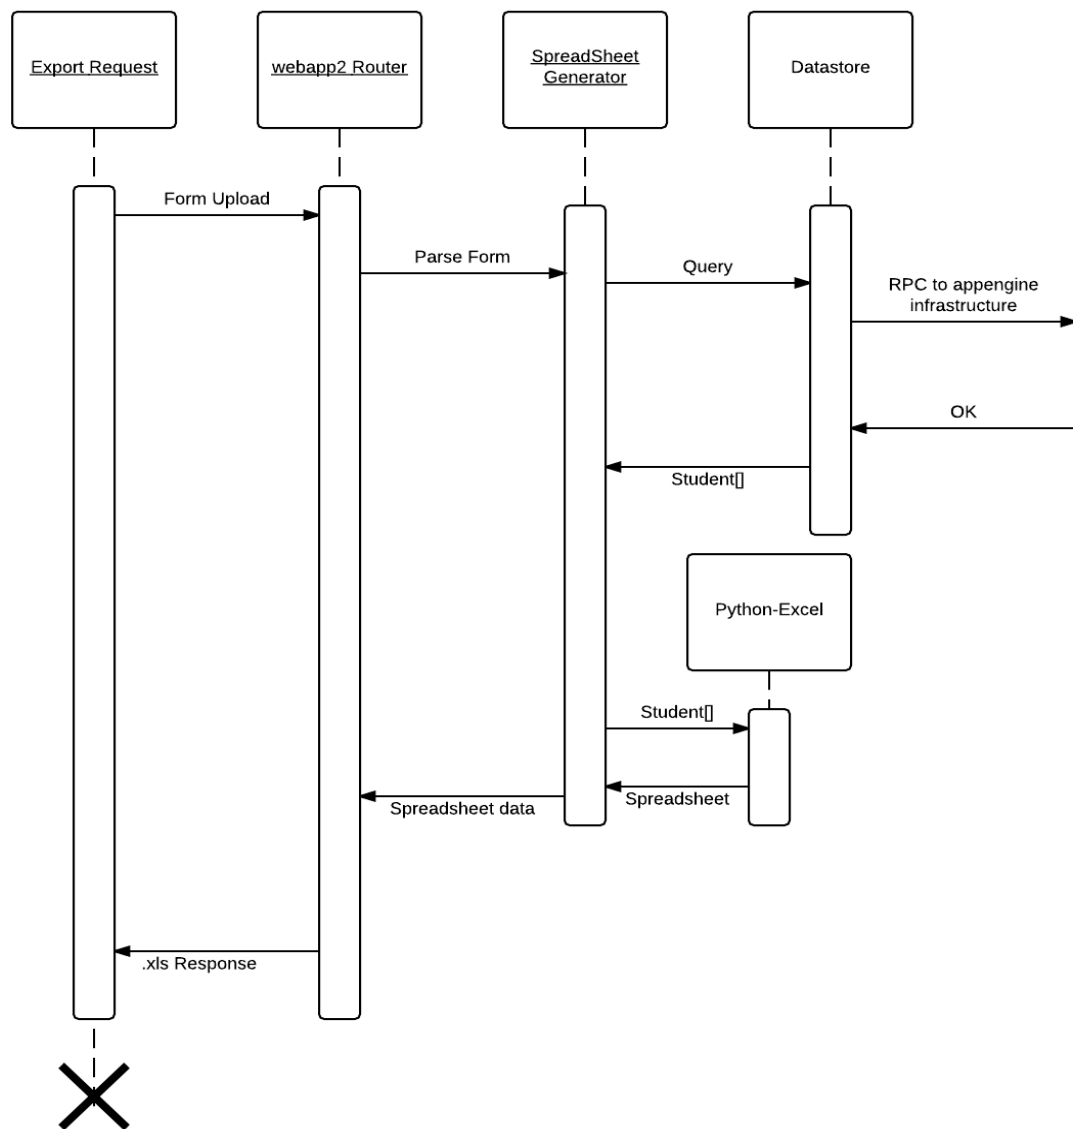 Export Request
webapp2 Router
SpreadSheet
Generator
Datastore
Form Upload
Parse Form
Query
RPC to appengine
infrastructure
OK
Student[]
Python-Excel
Student[]
Spreadsheet
Spreadsheet data
.xls Response